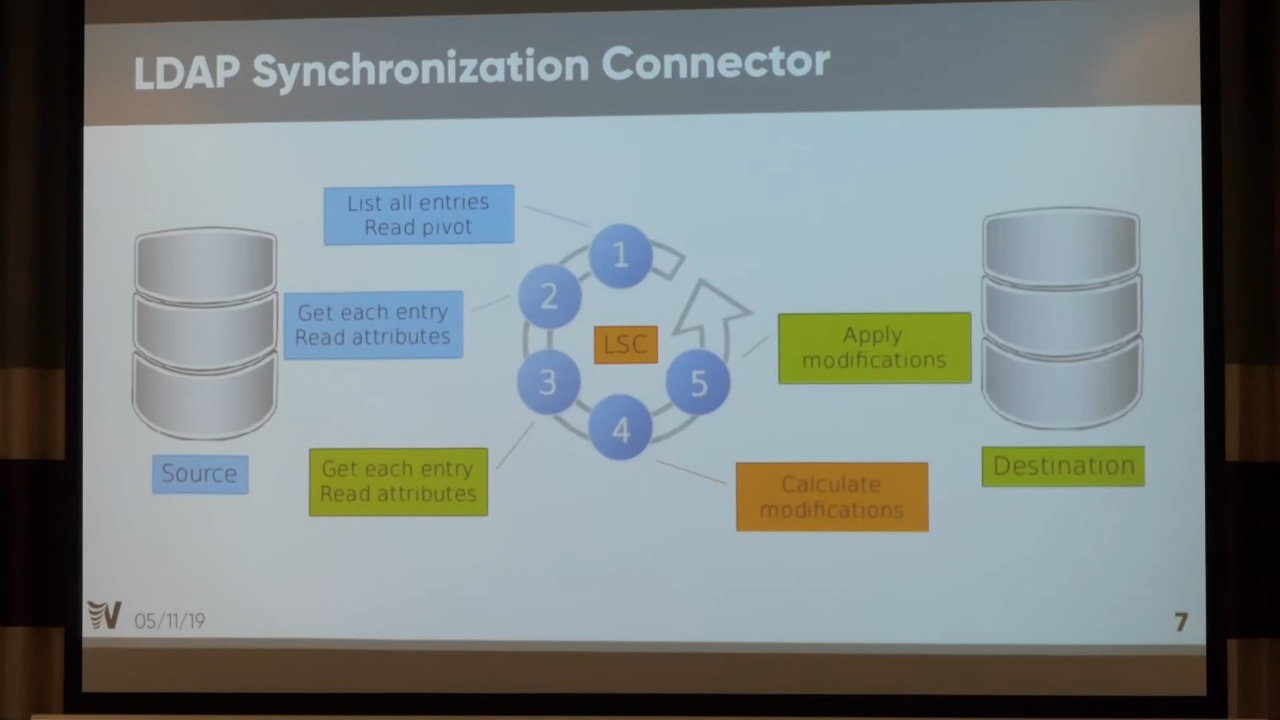 LDAP Synchronization Connector
List all entries
Read pivot
1
2
Get each entry
Read attributes
LSC
Apply
modifications
3
5
4
Source
Get each entry
Read attributes
Calculate
modifications
Destination
05/11/19
7